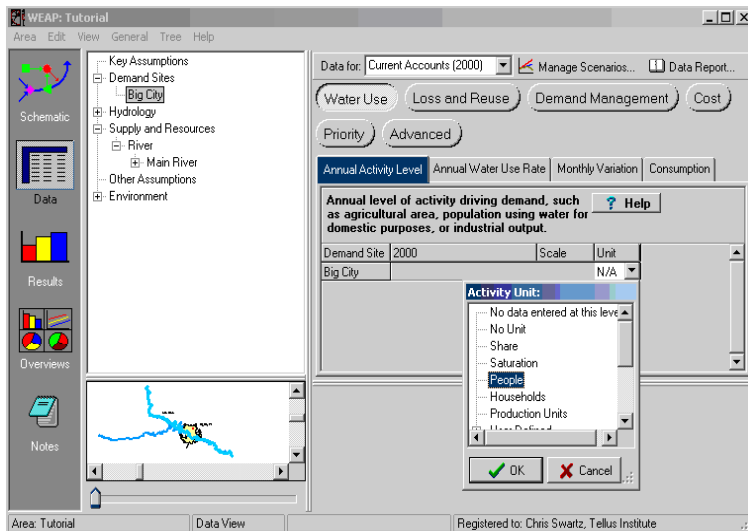 WEAP: Tutorial
Area Edit View General Tree Help
Schematic
Data
Results
Overviews
Notes
Key Assumptions
Demand Sites
Big City
Hydrology
Supply and Resources
River
Main River
Other Assumptions
Environment
Data for: Current Accounts (2000) Manage Scenarios... Data Report...
Water Use Loss and Reuse Demand Management Cost
Priority Advanced
Annual Activity Level Annual Water Use Rate Monthly Variation Consumption
Annual level of activity driving demand, such
as agricultural area, population using water for
domestic purposes, or industrial output.
? Help
Demand Site 2000 Scale Unit
Big City N/A
Activity Unit:
No data entered at this leve
No Unit
Share
Saturation
People
Households
Production Units
User Defined
OK Cancel
Area: Tutorial Data View Registered to: Chris Swartz, Tellus Institute